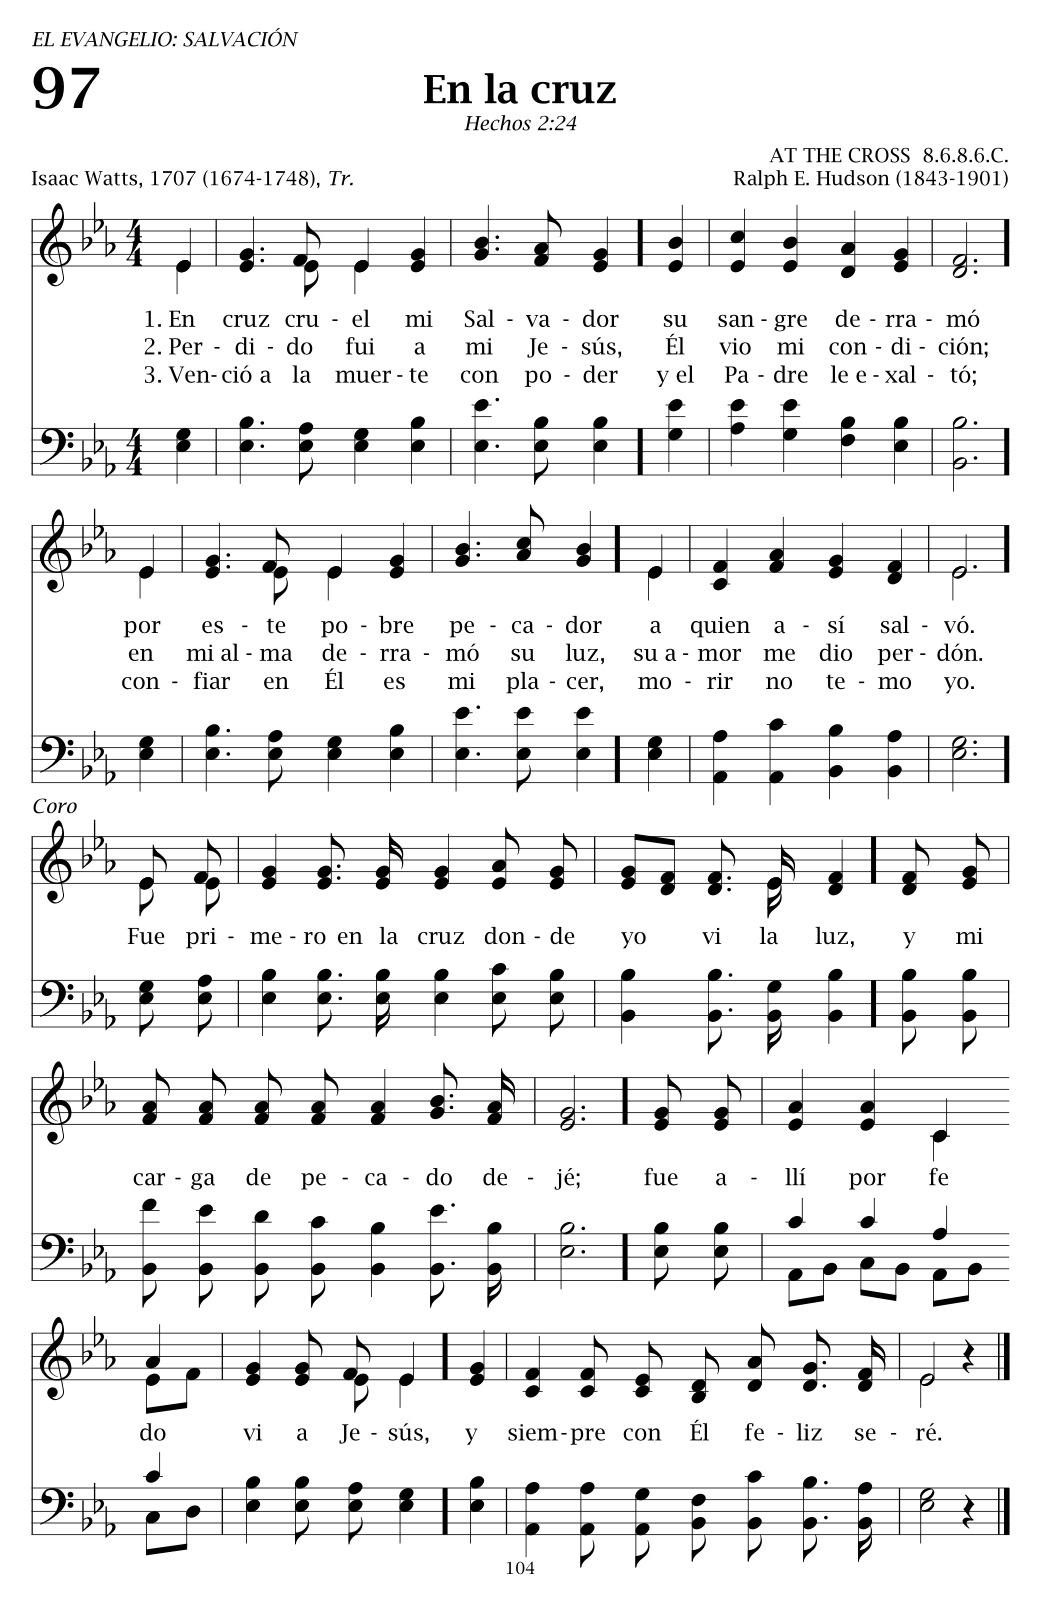 EL EVANGELIO: SALVACIÓN
97
En la cruz
Hechos 2:24
AT THE CROSS 8.6.8.6.C.
Isaac Watts, 1707 (1674-1748), Tr.
Ralph E. Hudson (1843-1901)
1. En cruz cru - el mi Sal - va - dor su san - gre de - rra - mó
2. Per - di - do fui a mi Je - sús, Él vio mi con - di - ción;
3. Ven- ció a la muer - te con po - der y el Pa - dre le e - xal - tó;
por es - te po - bre pe - ca - dor a quien a - sí sal - vó.
en mi al - ma de - rra - mó su luz, su a - mor me dio per - dón.
con - fiar en Él es mi pla - cer, mo - rir no te - mo yo.
Coro
Fue pri - me - ro en la cruz don - de yo vi la luz, y mi
car - ga de pe - ca - do de - jé; fue a - llí por fe
do vi a Je - sús, y siem - pre con Él fe - liz se - ré.
104